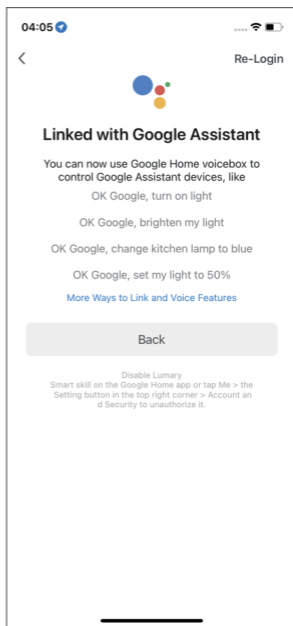 04:05
Re-Login
Linked with Google Assistant
You can now use Google Home voicebox to
control Google Assistant devices, like
OK Google, turn on light
OK Google, brighten my light
OK Google, change kitchen lamp to blue
OK Google, set my light to 50%
More Ways to Link and Voice Features
Back
Disable Lumary
Smart skill on the Google Home app or tap Me > the
Setting button in the top right corner > Account an
d Security to unauthorize it.